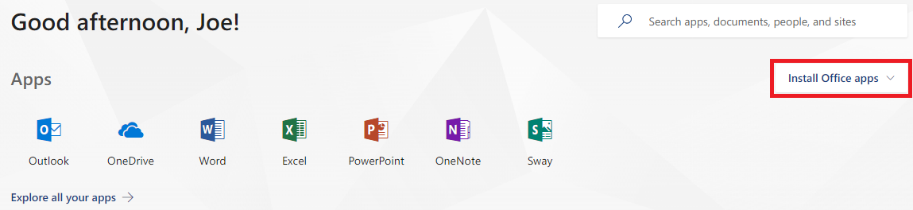 Good afternoon, Joe!
Search apps, documents, people, and sites
Apps
Install Office apps
Outlook OneDrive Word Excel PowerPoint OneNote Sway
Explore all your apps →